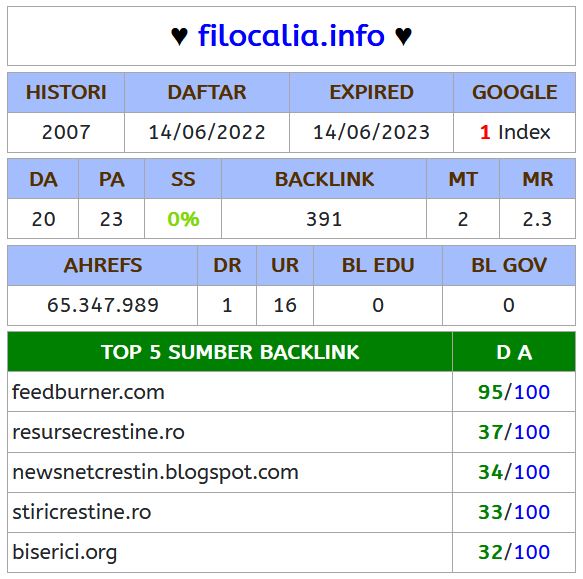 ♥ filocalia.info ♥
HISTORI DAFTAR EXPIRED GOOGLE
2007 14/06/2022 14/06/2023 1 Index
DA PA SS BACKLINK MT MR
20 23 0% 391 2 2.3
AHREFS DR UR BL EDU BL GOV
65.347.989 1 16 0 0
TOP 5 SUMBER BACKLINK D A
feedburner.com 95/100
resursecrestine.ro 37/100
newsnetcrestin.blogspot.com 34/100
stiricrestine.ro 33/100
biserici.org 32/100